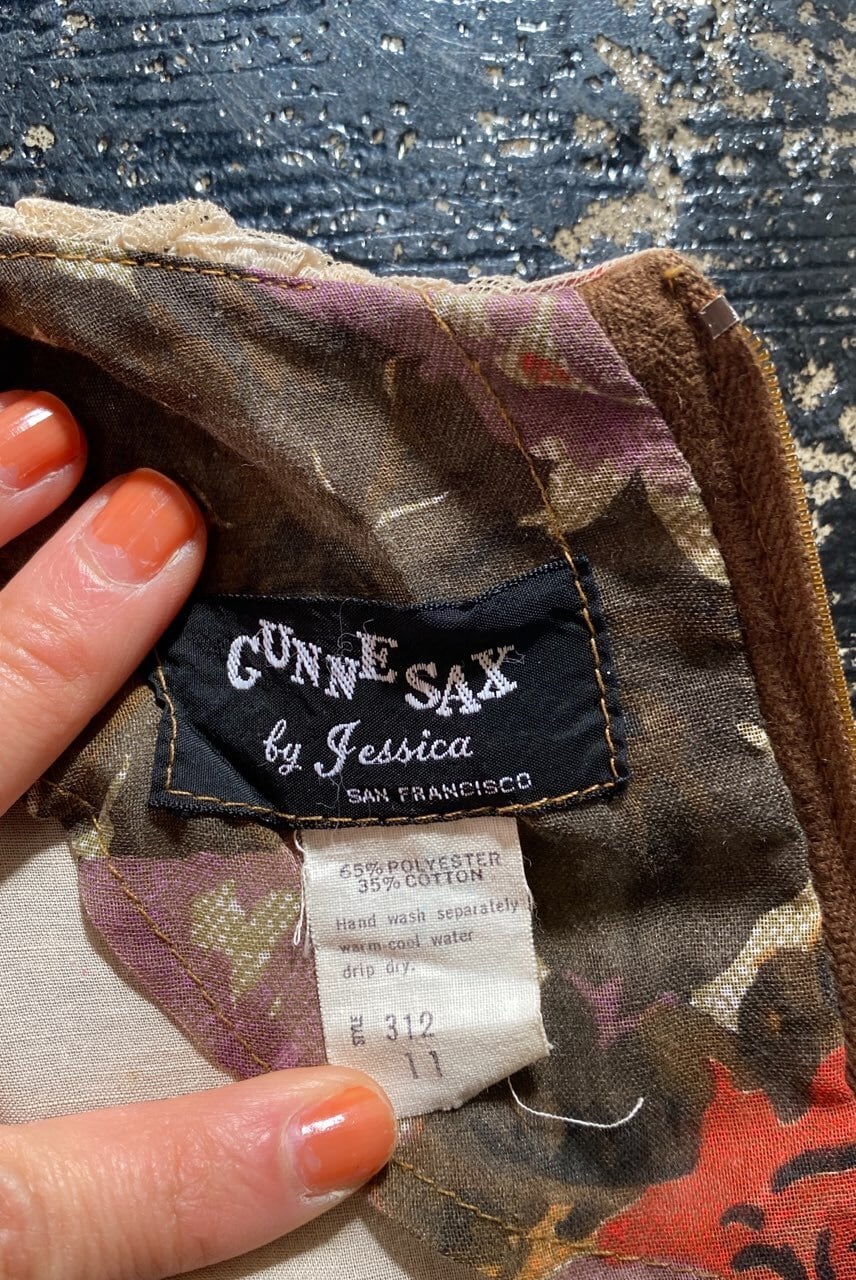 GUNNE SAX
by Jessica
SAN FRANCISCO
65% POLYESTER
35% COTTON
Hand wash separately
warm-cool water
drip dry.
STYLE 312
11